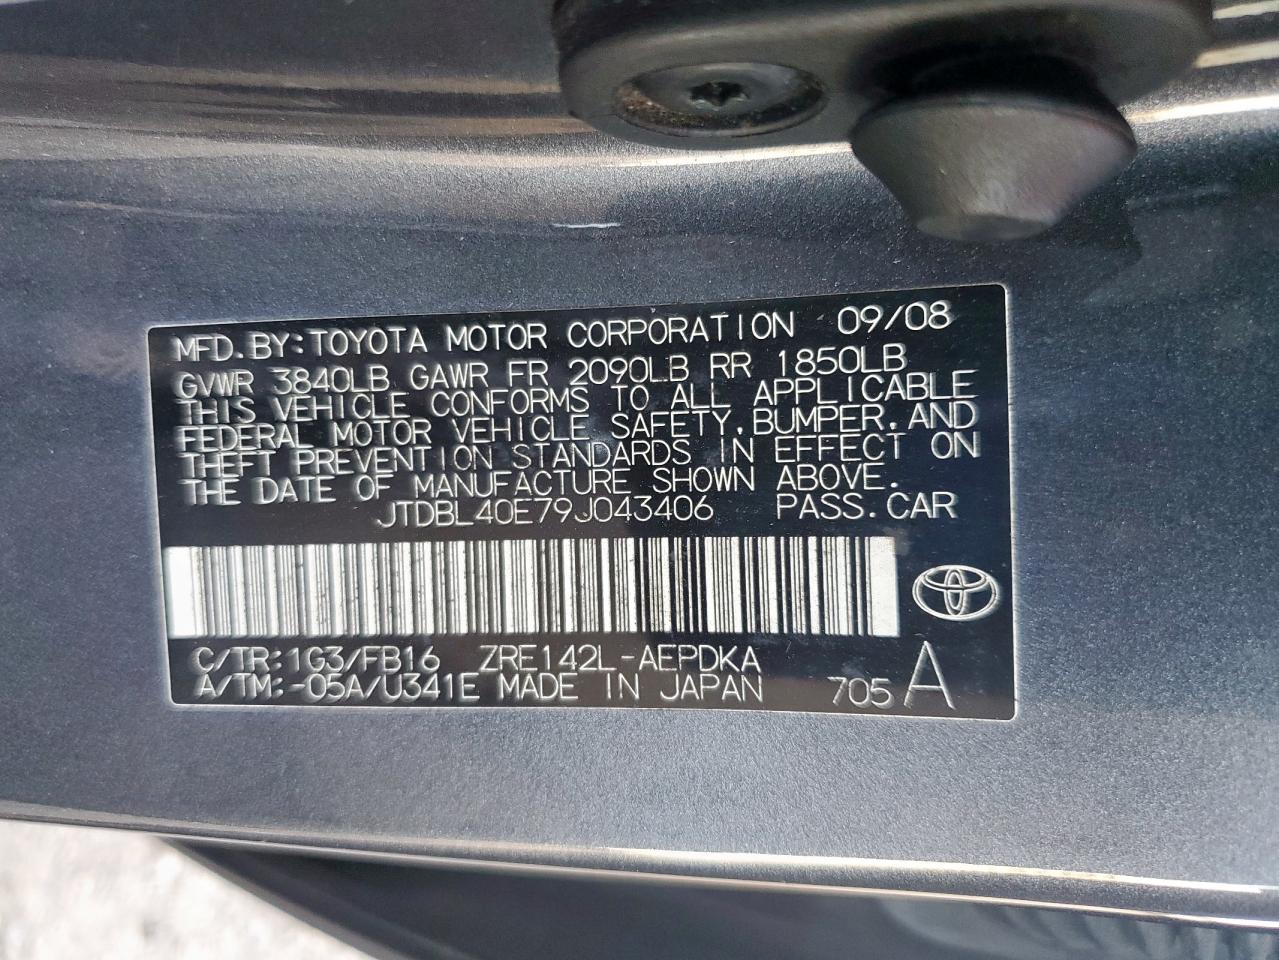 MFD.BY:TOYOTA MOTOR CORPORATION 09/08
GVWR 3840LB GAWR FR 2090LB RR 1850LB
THIS VEHICLE CONFORMS TO ALL APPLICABLE
FEDERAL MOTOR VEHICLE SAFETY,BUMPER,AND
THEFT PREVENTION STANDARDS IN EFFECT ON
THE DATE OF MANUFACTURE SHOWN ABOVE.
JTDBL40E79J043406 PASS.CAR
C/TR:1G3/FB16 ZRE142L-AEPDKA
A/TM:-05A/U341E MADE IN JAPAN 705 A